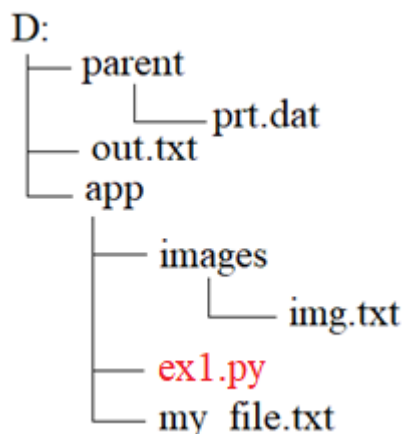 D:
parent
prt.dat
out.txt
app
images
img.txt
ex1.py
my_file.txt